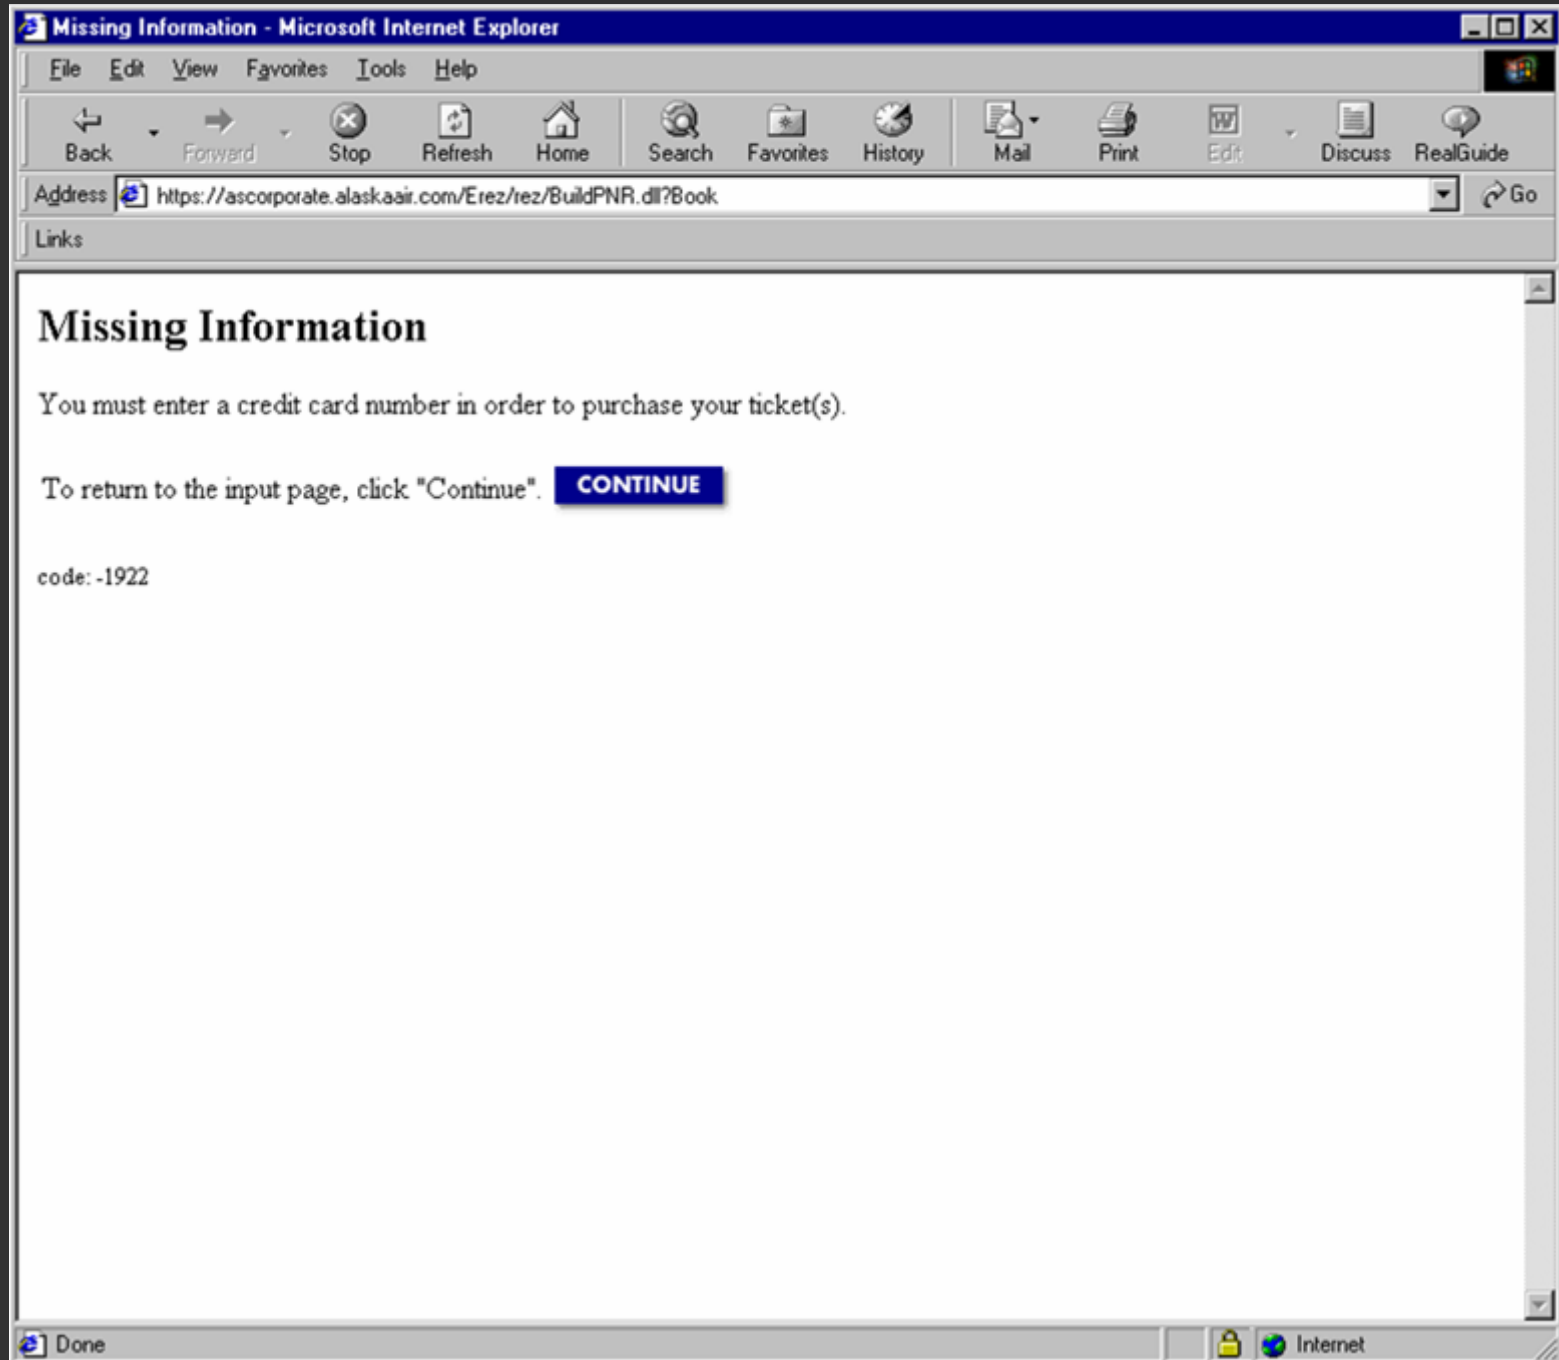 Missing Information - Microsoft Internet Explorer
File Edit View Favorites Tools Help
Back Forward Stop Refresh Home Search Favorites History Mail Print Edit Discuss RealGuide
Address https://ascorporate.alaskaair.com/Erez/rez/BuildPNR.dll?Book Go
Links
Missing Information
You must enter a credit card number in order to purchase your ticket(s).
To return to the input page, click "Continue". CONTINUE
code: -1922
Done Internet